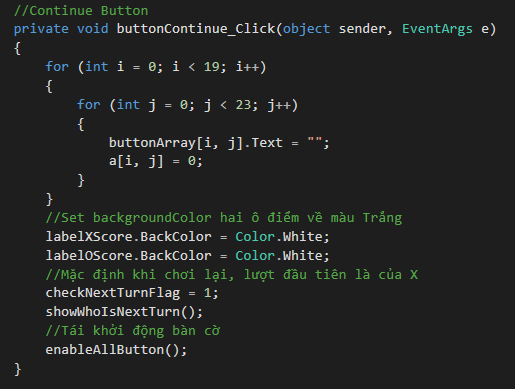 //Continue Button
private void buttonContinue_Click(object sender, EventArgs e)
{
    for (int i = 0; i < 19; i++)
    {
        for (int j = 0; j < 23; j++)
        {
            buttonArray[i, j].Text = "";
            a[i, j] = 0;
        }
    }
    //Set backgroundColor hai ô điểm về màu Trắng
    labelXScore.BackColor = Color.White;
    labelOScore.BackColor = Color.White;
    //Mặc định khi chơi lại, lượt đầu tiên là của X
    checkNextTurnFlag = 1;
    showWhoIsNextTurn();
    //Tái khởi động bàn cờ
    enableAllButton();
}